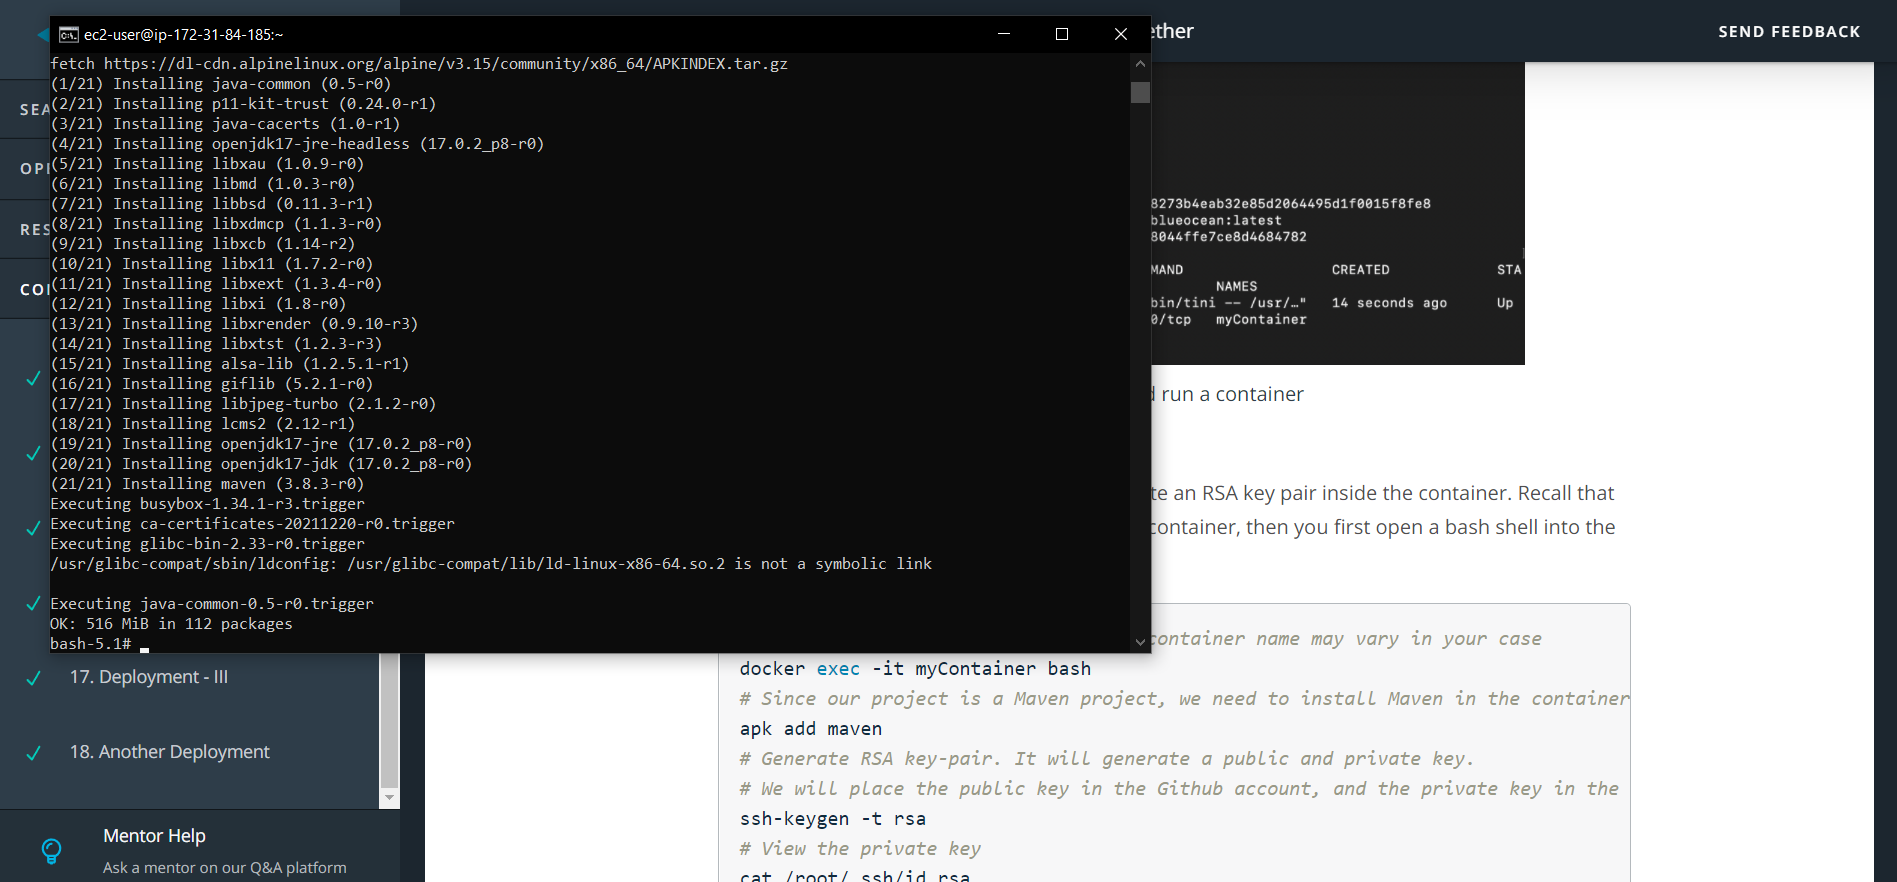 ec2-user@ip-172-31-84-185:~
fetch https://dl-cdn.alpinelinux.org/alpine/v3.15/community/x86_64/APKINDEX.tar.gz
(1/21) Installing java-common (0.5-r0)
(2/21) Installing p11-kit-trust (0.24.0-r1)
(3/21) Installing java-cacerts (1.0-r1)
(4/21) Installing openjdk17-jre-headless (17.0.2_p8-r0)
(5/21) Installing libxau (1.0.9-r0)
(6/21) Installing libmd (1.0.3-r0)
(7/21) Installing libbsd (0.11.3-r1)
(8/21) Installing libxdmcp (1.1.3-r0)
(9/21) Installing libxcb (1.14-r2)
(10/21) Installing libx11 (1.7.2-r0)
(11/21) Installing libxext (1.3.4-r0)
(12/21) Installing libxi (1.8-r0)
(13/21) Installing libxrender (0.9.10-r3)
(14/21) Installing libxtst (1.2.3-r3)
(15/21) Installing alsa-lib (1.2.5.1-r1)
(16/21) Installing giflib (5.2.1-r0)
(17/21) Installing libjpeg-turbo (2.1.2-r0)
(18/21) Installing lcms2 (2.12-r1)
(19/21) Installing openjdk17-jre (17.0.2_p8-r0)
(20/21) Installing openjdk17-jdk (17.0.2_p8-r0)
(21/21) Installing maven (3.8.3-r0)
Executing busybox-1.34.1-r3.trigger
Executing ca-certificates-20211220-r0.trigger
Executing glibc-bin-2.33-r0.trigger
/usr/glibc-compat/sbin/ldconfig: /usr/glibc-compat/lib/ld-linux-x86-64.so.2 is not a symbolic link
Executing java-common-0.5-r0.trigger
OK: 516 MiB in 112 packages
bash-5.1#
ether
SEND FEEDBACK
SEA
OPE
RES
CON
17. Deployment - III
18. Another Deployment
Mentor Help
Ask a mentor on our Q&A platform
8273b4eab32e85d2064495d1f0015f8fe8
blueocean:latest
8044ffe7ce8d4684782
MAND CREATED STA
NAMES
bin/tini -- /usr/…" 14 seconds ago Up
0/tcp myContainer
d run a container
te an RSA key pair inside the container. Recall that
container, then you first open a bash shell into the
container name may vary in your case
docker exec -it myContainer bash
# Since our project is a Maven project, we need to install Maven in the container
apk add maven
# Generate RSA key-pair. It will generate a public and private key.
# We will place the public key in the Github account, and the private key in the
ssh-keygen -t rsa
# View the private key
cat /root/.ssh/id_rsa